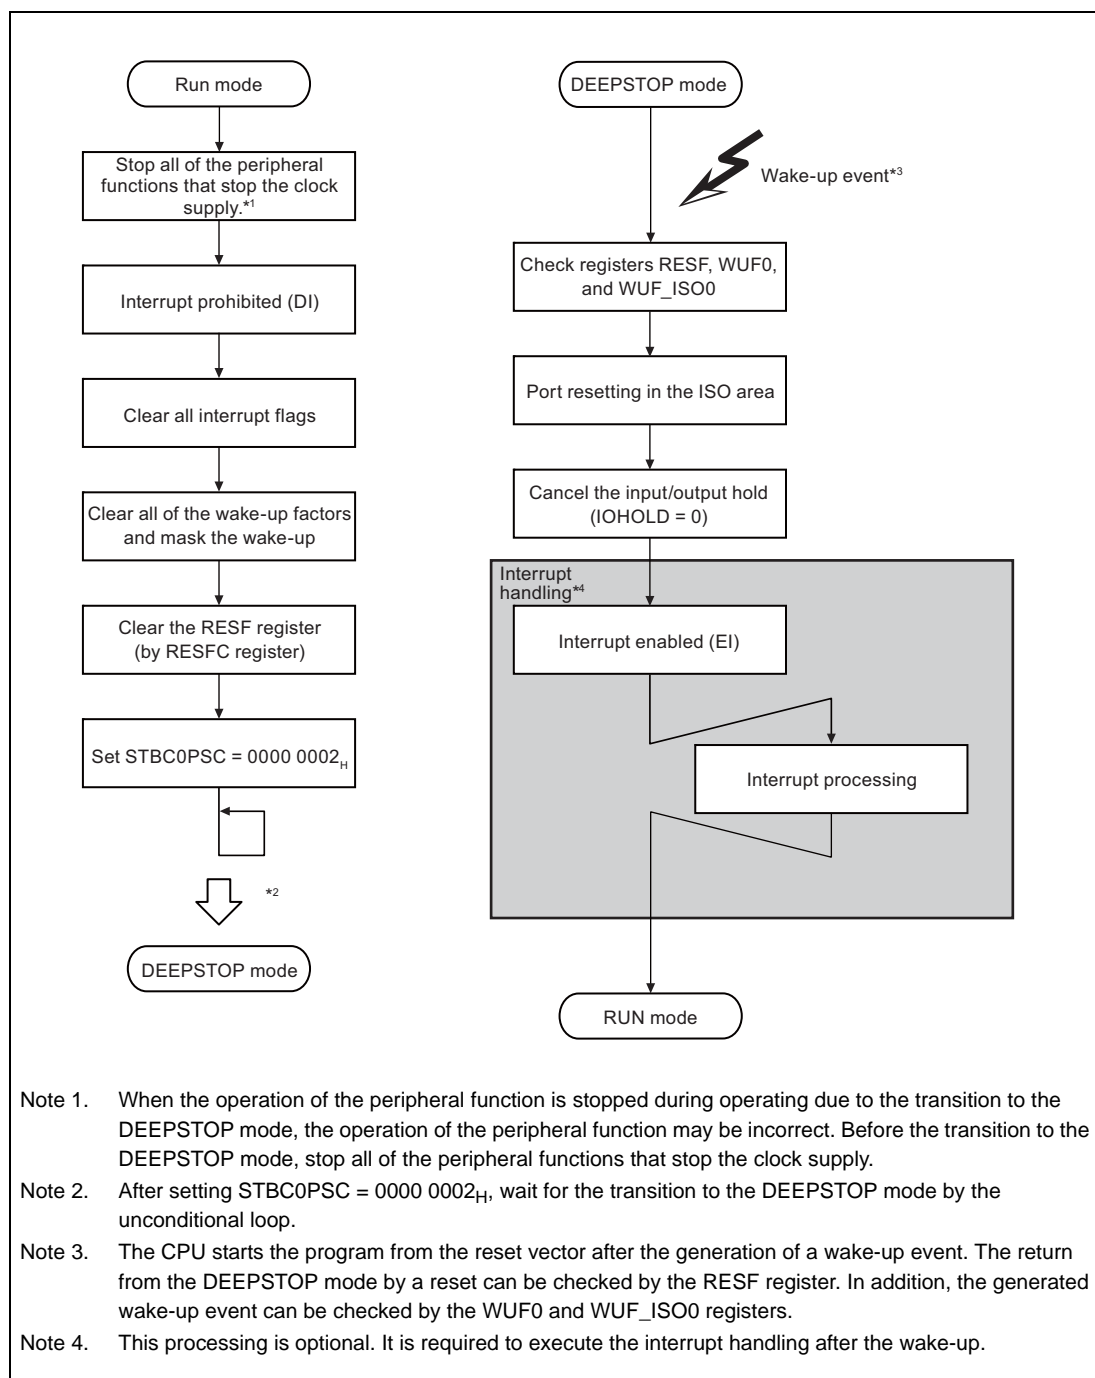 Run mode
Stop all of the peripheral
functions that stop the clock
supply.*1
Interrupt prohibited (DI)
Clear all interrupt flags
Clear all of the wake-up factors
and mask the wake-up
Clear the RESF register
(by RESFC register)
Set STBC0PSC = 0000 0002H
*2
DEEPSTOP mode
DEEPSTOP mode
Wake-up event*3
Check registers RESF, WUF0,
and WUF_ISO0
Port resetting in the ISO area
Cancel the input/output hold
(IOHOLD = 0)
Interrupt
handling*4
Interrupt enabled (EI)
Interrupt processing
RUN mode
Note 1. When the operation of the peripheral function is stopped during operating due to the transition to the
DEEPSTOP mode, the operation of the peripheral function may be incorrect. Before the transition to the
DEEPSTOP mode, stop all of the peripheral functions that stop the clock supply.
Note 2. After setting STBC0PSC = 0000 0002H, wait for the transition to the DEEPSTOP mode by the
unconditional loop.
Note 3. The CPU starts the program from the reset vector after the generation of a wake-up event. The return
from the DEEPSTOP mode by a reset can be checked by the RESF register. In addition, the generated
wake-up event can be checked by the WUF0 and WUF_ISO0 registers.
Note 4. This processing is optional. It is required to execute the interrupt handling after the wake-up.